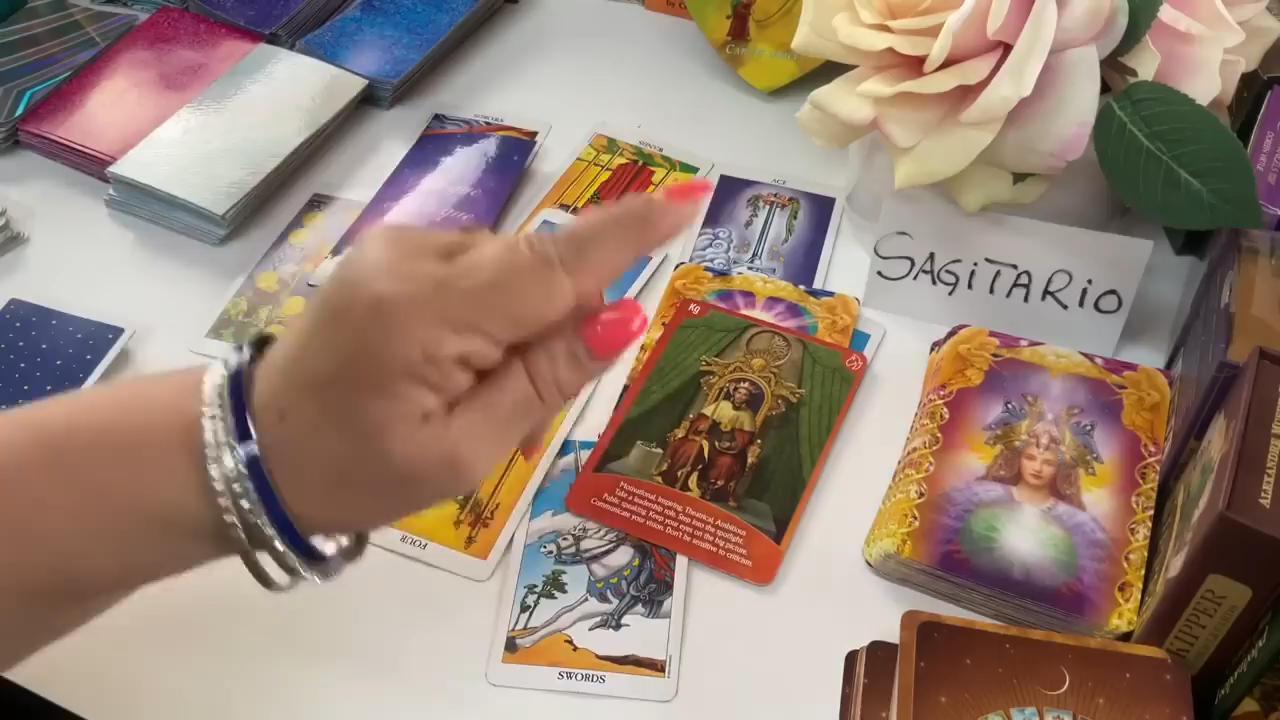 WANDS
ACE
SAGiTARio
Kg
Motivational, Inspiring, Theatrical, Ambitious
Take a leadership role. Step into the spotlight.
Public speaking. Keep your eyes on the big picture.
Communicate your vision. Don't be sensitive to criticism.
FOUR
SWORDS
KIPPER